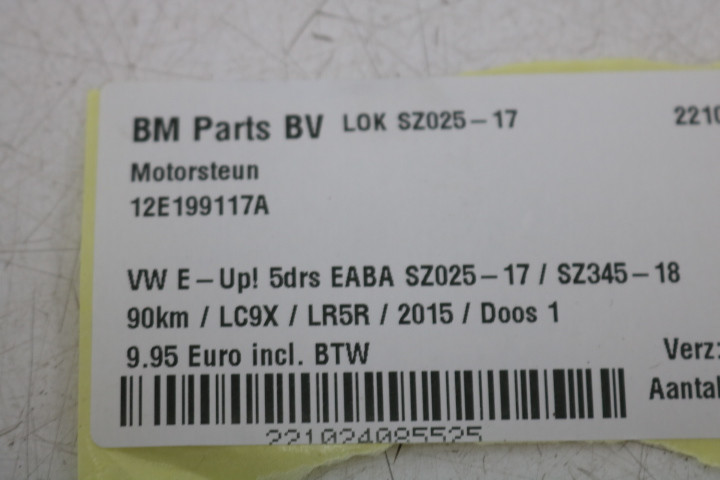 BM Parts BV LOK SZ025-17 2210
Motorsteun
12E199117A
VW E-Up! 5drs EABA SZ025-17 / SZ345-18
90km / LC9X / LR5R / 2015 / Doos 1
9.95 Euro incl. BTW Verz:
Aantal
221024085525